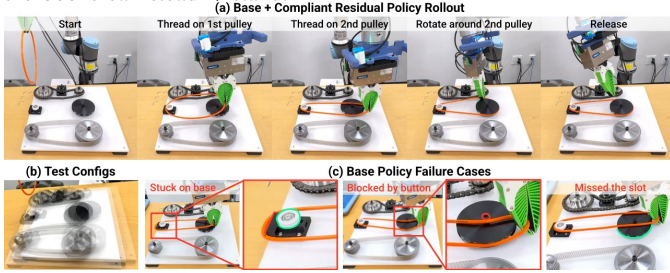 (a) Base + Compliant Residual Policy Rollout
Start
Thread on 1st pulley
Thread on 2nd pulley
Rotate around 2nd pulley
Release
(b) Test Configs
(c) Base Policy Failure Cases
Stuck on base
Blocked by button
Missed the slot